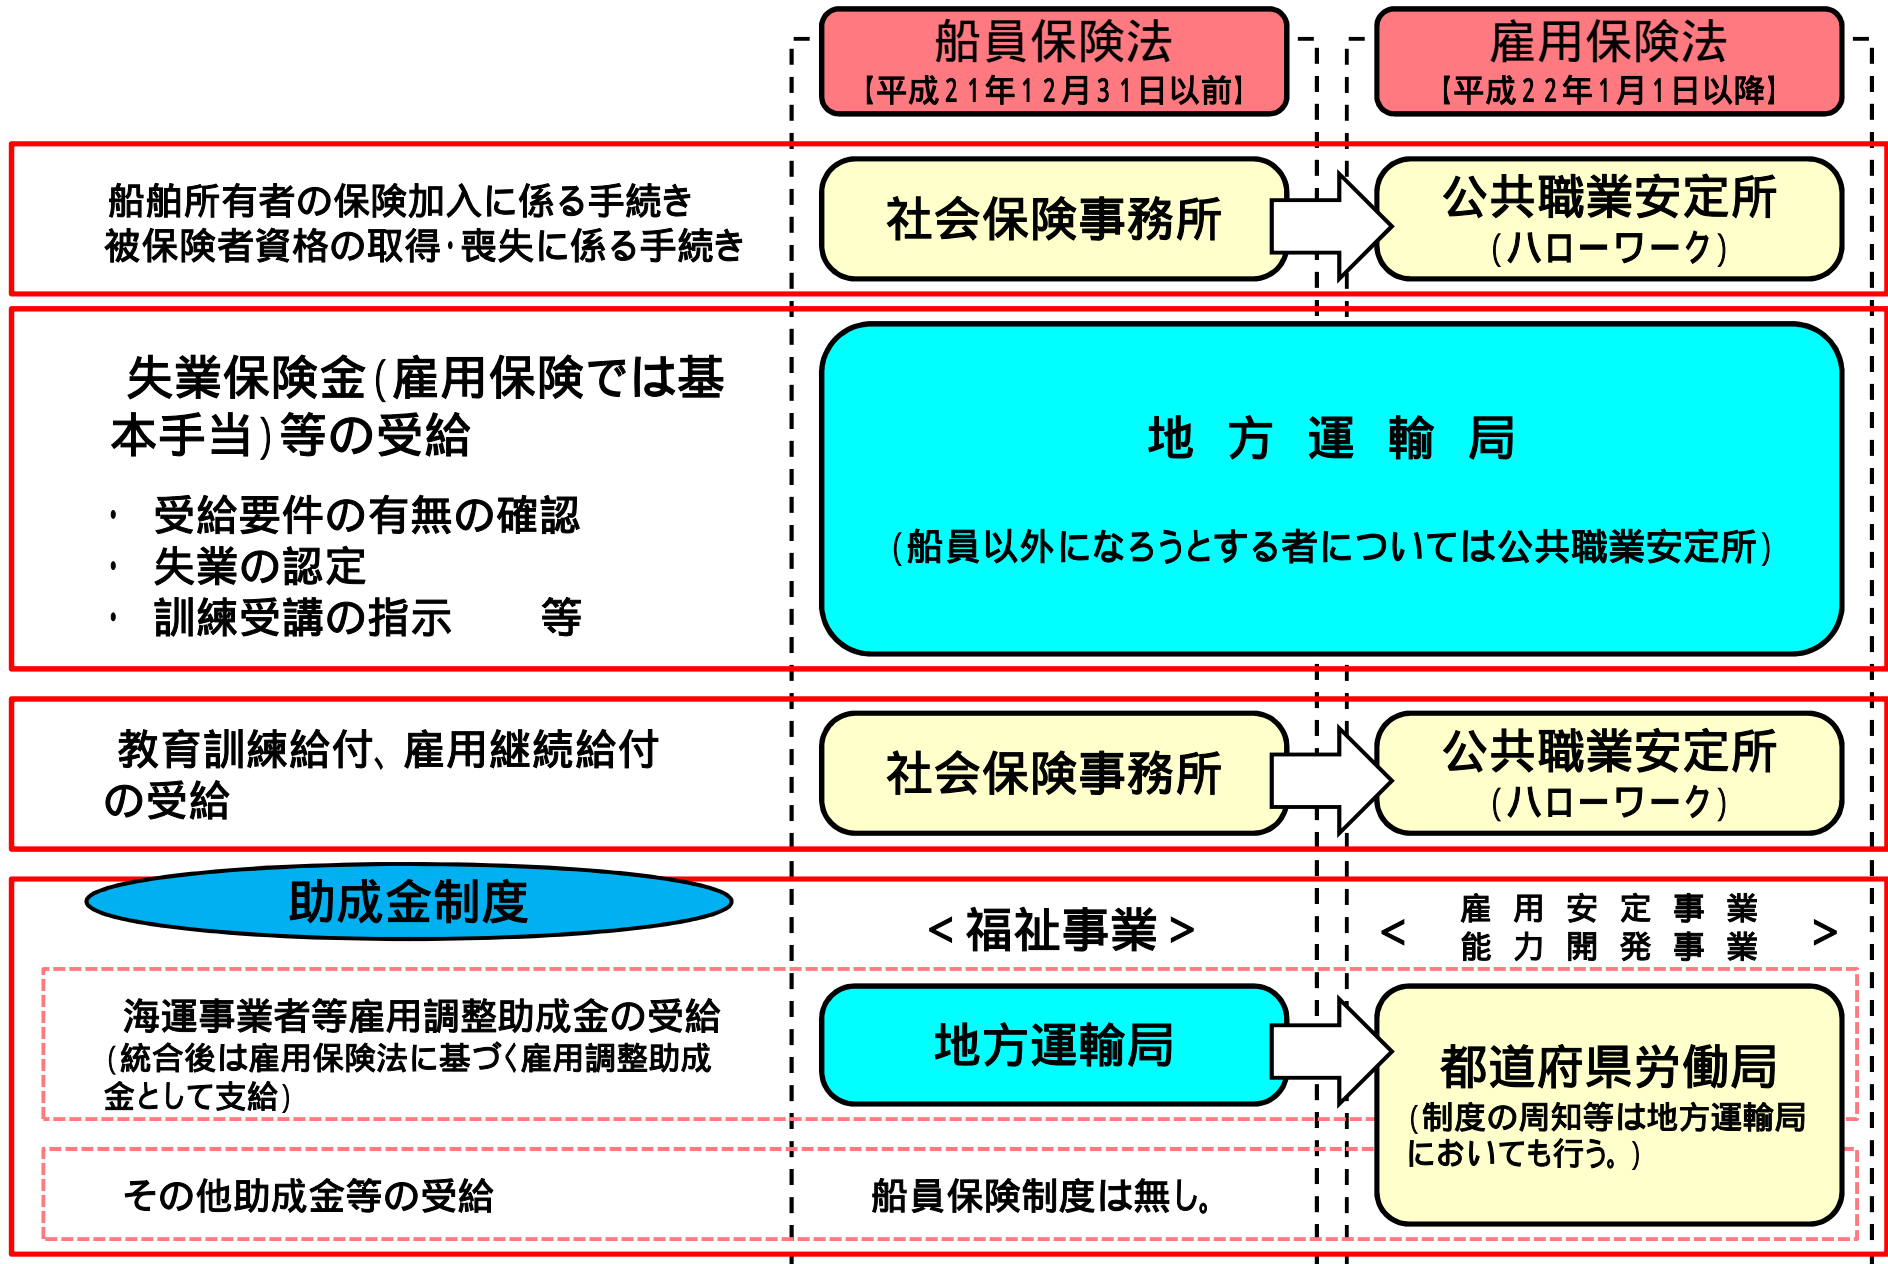 船員保険法
【平成21年12月31日以前】
雇用保険法
【平成22年1月1日以降】
船舶所有者の保険加入に係る手続き
被保険者資格の取得・喪失に係る手続き
社会保険事務所
公共職業安定所
(ハローワーク)
失業保険金(雇用保険では基
本手当)等の受給
・ 受給要件の有無の確認
・ 失業の認定
・ 訓練受講の指示　　等
地 方 運 輸 局
(船員以外になろうとする者については公共職業安定所)
教育訓練給付、雇用継続給付
の受給
社会保険事務所
公共職業安定所
(ハローワーク)
助成金制度
<福祉事業>
< 雇用安定事業
能力開発事業 >
海運事業者等雇用調整助成金の受給
(統合後は雇用保険法に基づく雇用調整助成
金として支給)
地方運輸局
都道府県労働局
(制度の周知等は地方運輸局
においても行う。)
その他助成金等の受給
船員保険制度は無し。